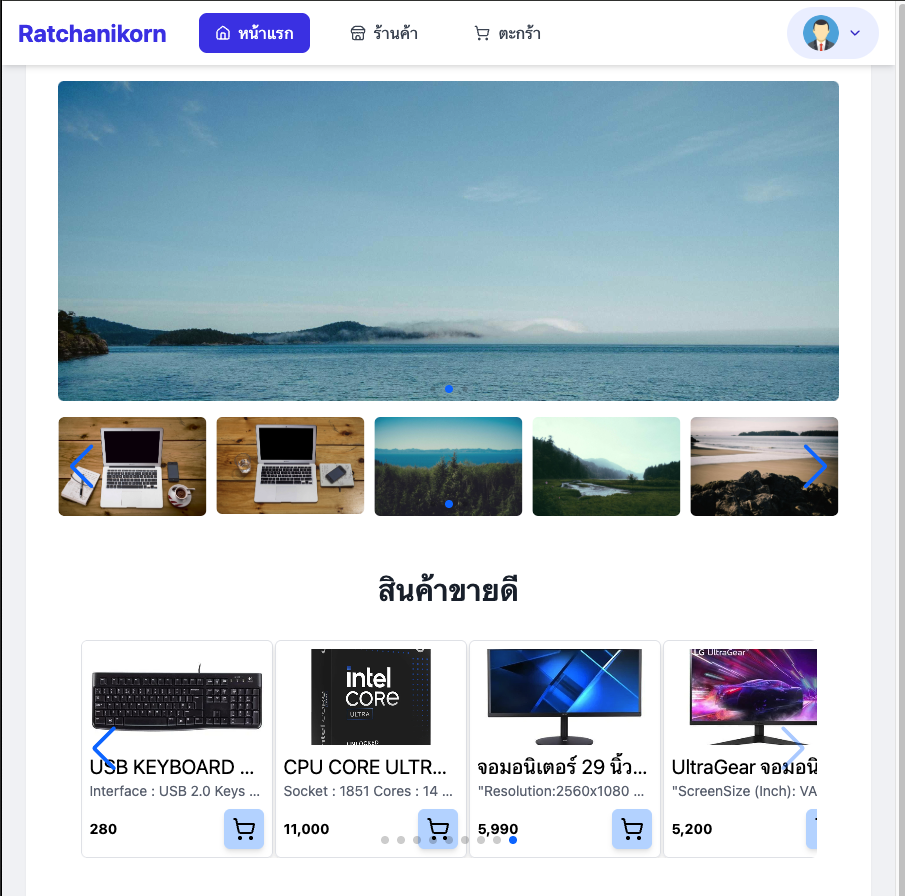 Ratchanikorn
หน้าแรก
ร้านค้า
ตะกร้า
สินค้าขายดี
intel
CORE
ULTRA
UNLOCKED
LG UltraGear
USB KEYBOARD ...
Interface : USB 2.0 Keys ...
280
CPU CORE ULTR...
Socket : 1851 Cores : 14 ...
11,000
จอมอนิเตอร์ 29 นิ้ว...
"Resolution:2560x1080 ...
5,990
UltraGear จอมอนิ
"ScreenSize (Inch): VA
5,200